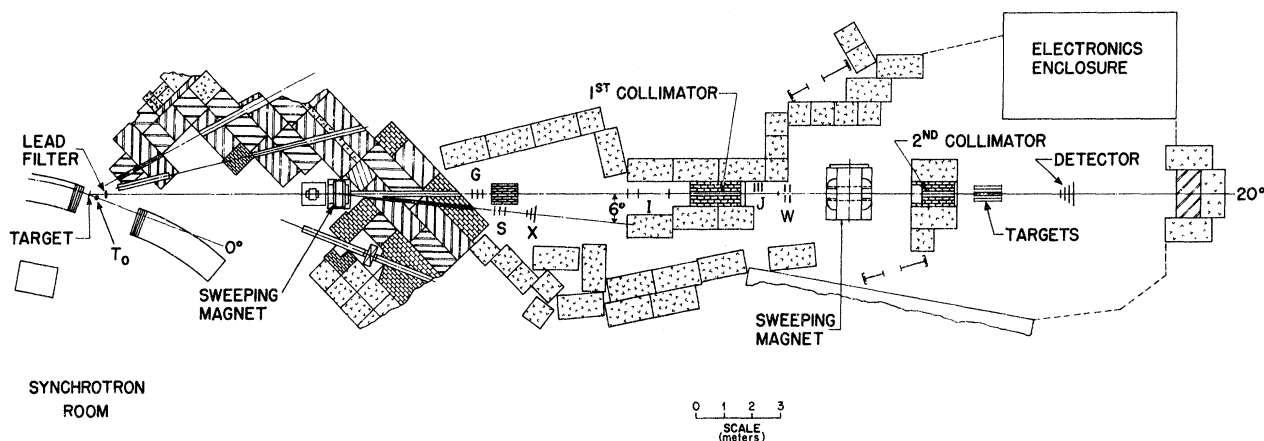 ELECTRONICS
ENCLOSURE
1ST COLLIMATOR
2ND COLLIMATOR
DETECTOR
LEAD
FILTER
G
20°
6°
I
J
W
S
X
TARGET
T0
0°
TARGETS
SWEEPING
MAGNET
SWEEPING
MAGNET
SYNCHROTRON
ROOM
0 1 2 3
SCALE
(meters)